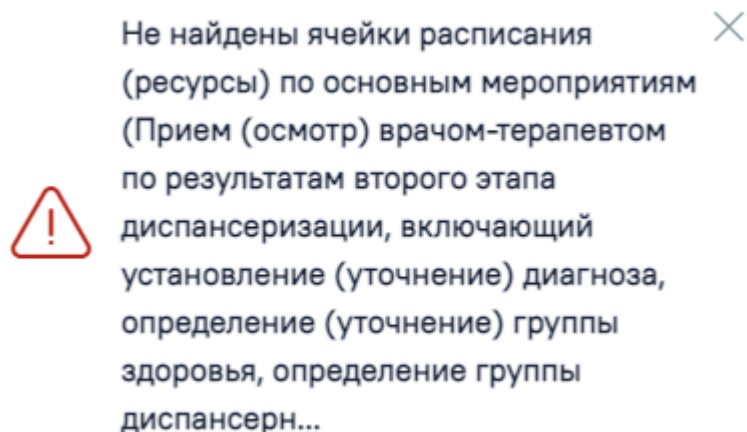 Не найдены ячейки расписания
(ресурсы) по основным мероприятиям
(Прием (осмотр) врачом-терапевтом
по результатам второго этапа
диспансеризации, включающий
установление (уточнение) диагноза,
определение (уточнение) группы
здоровья, определение группы
диспансерн...